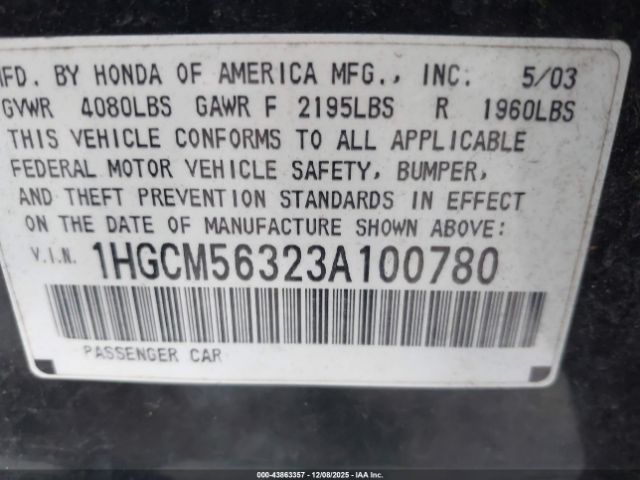 MFD. BY HONDA OF AMERICA MFG., INC. 5/03
GVWR 4080LBS GAWR F 2195LBS R 1960LBS
THIS VEHICLE CONFORMS TO ALL APPLICABLE
FEDERAL MOTOR VEHICLE SAFETY, BUMPER,
AND THEFT PREVENTION STANDARDS IN EFFECT
ON THE DATE OF MANUFACTURE SHOWN ABOVE:
V.I.N. 1HGCM56323A100780
PASSENGER CAR
000-43863357 | 12/08/2025 | IAA Inc.